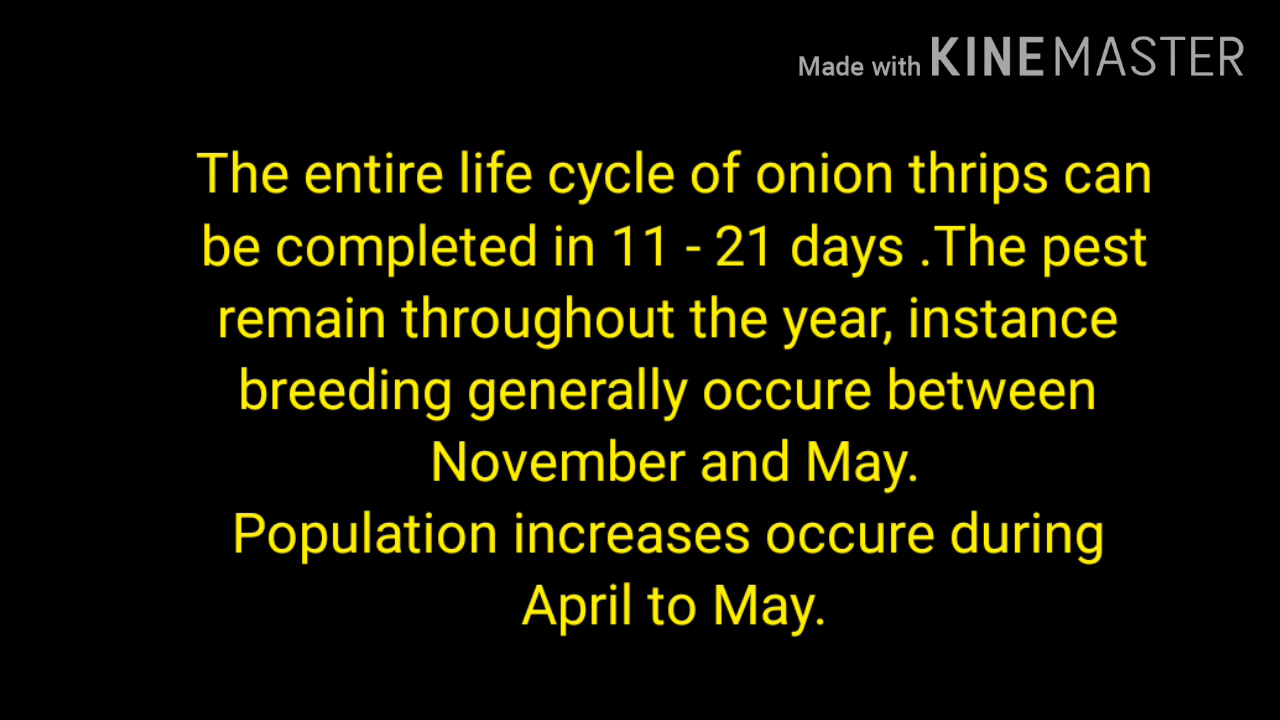 Made with KINEMASTER
The entire life cycle of onion thrips can
be completed in 11 - 21 days .The pest
remain throughout the year, instance
breeding generally occure between
November and May.
Population increases occure during
April to May.